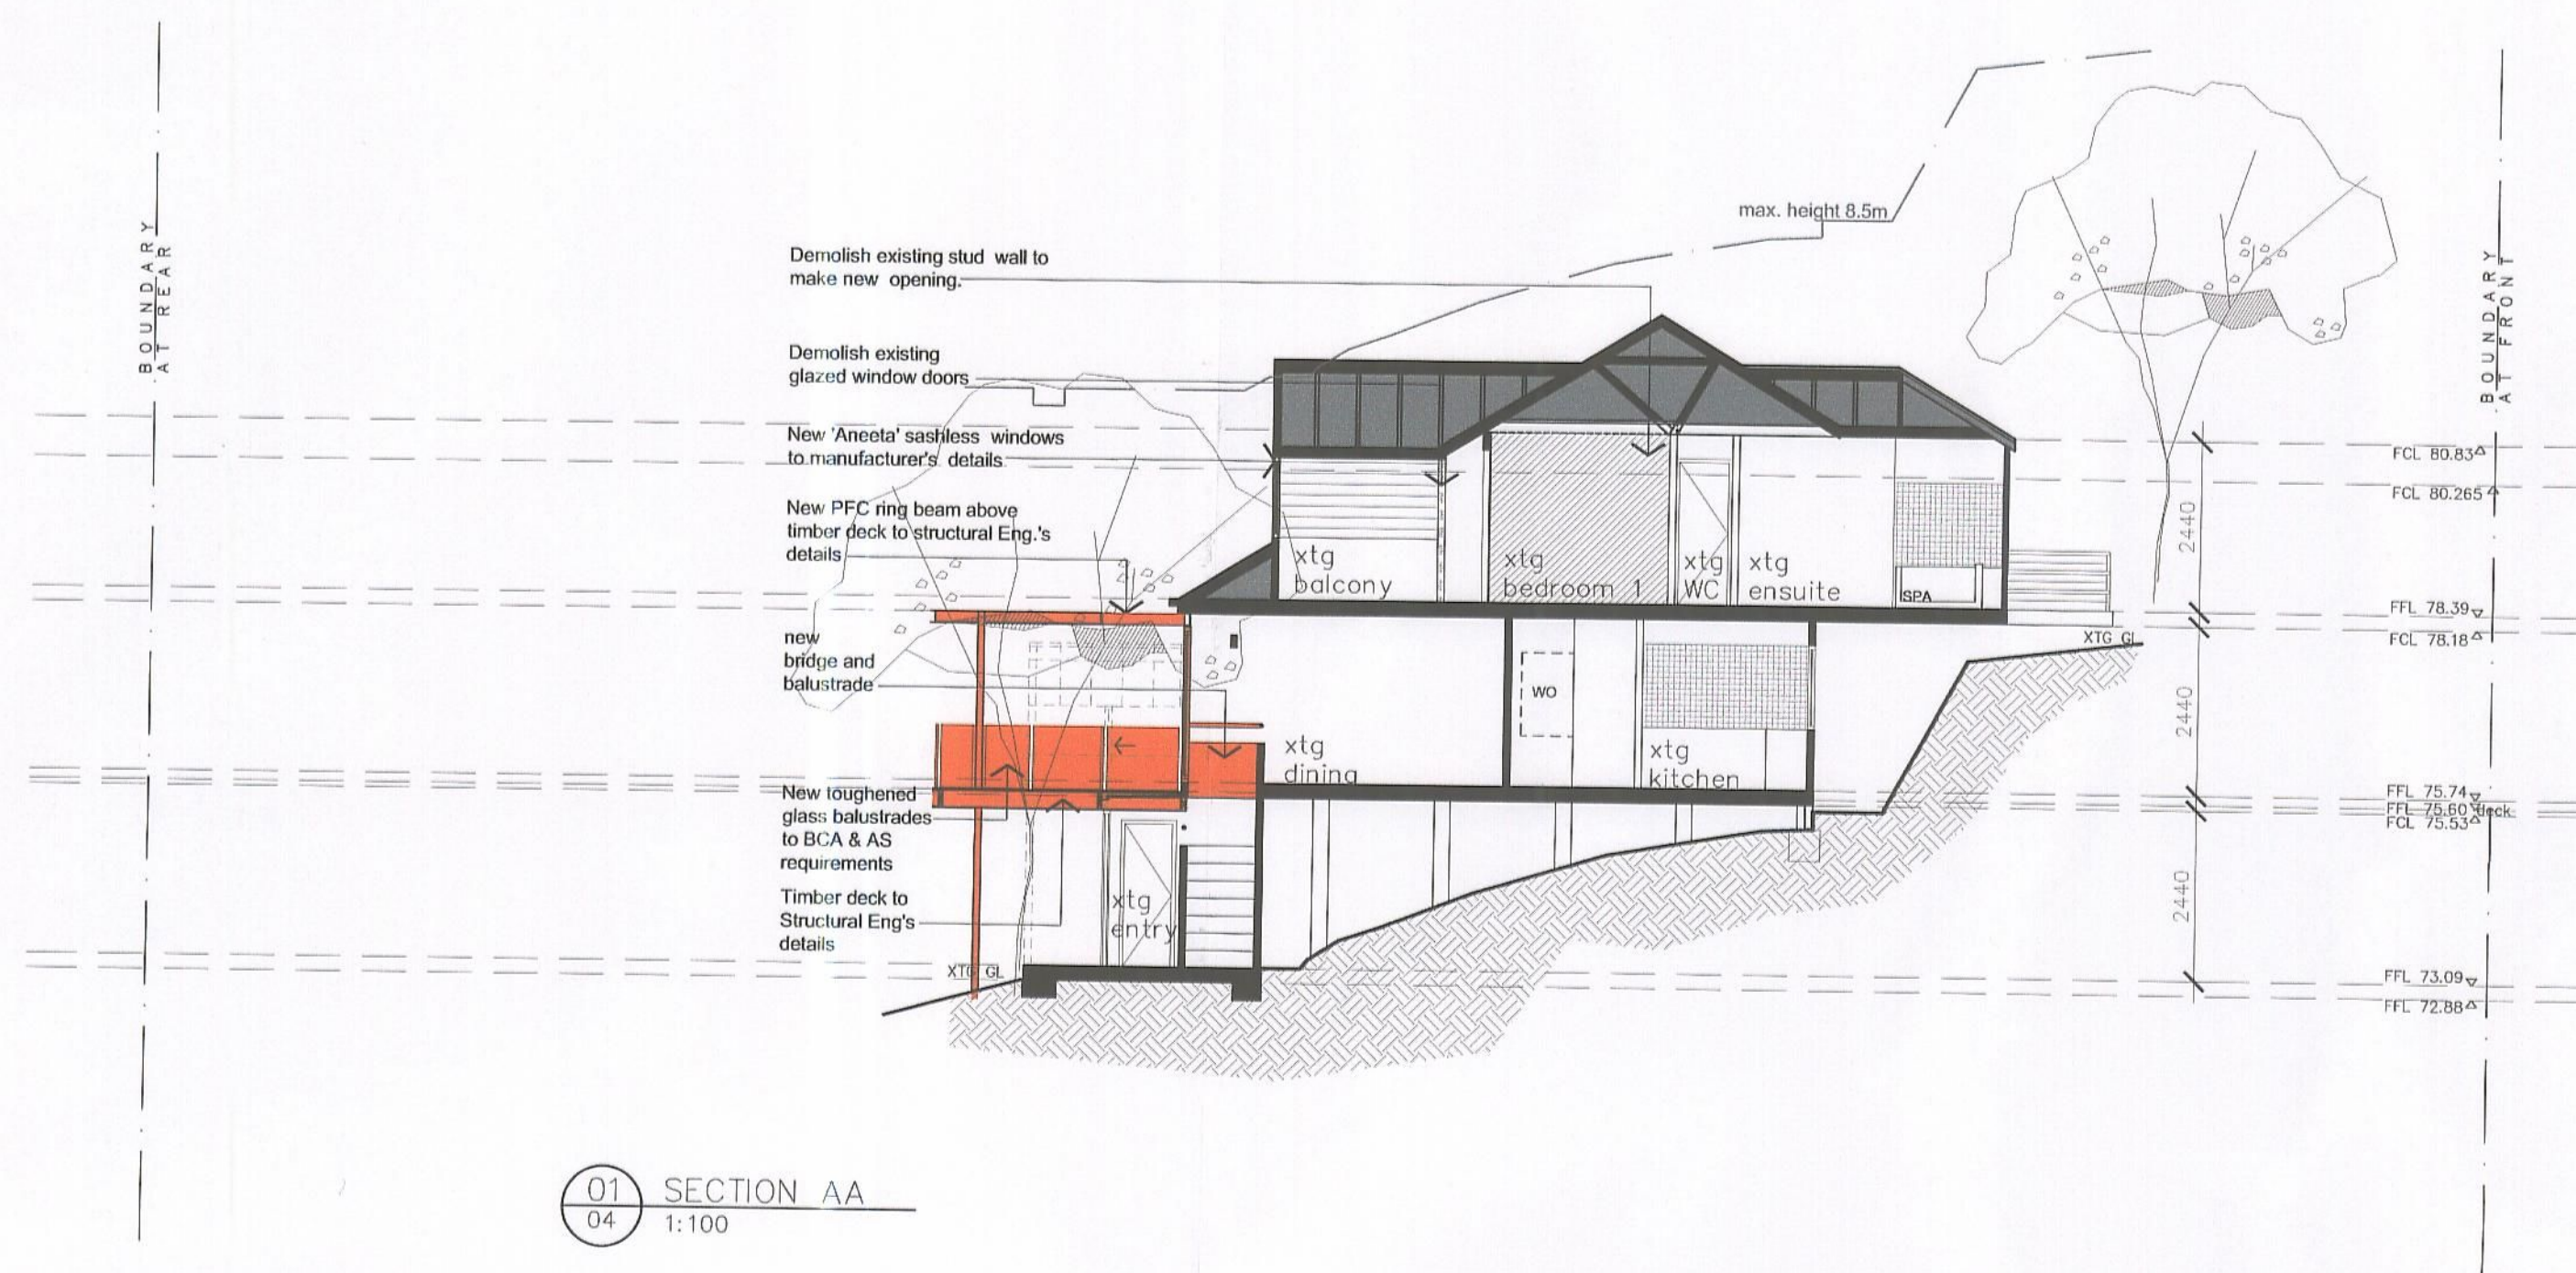 BOUNDARY
AT REAR
Demolish existing stud wall to
make new opening.
Demolish existing
glazed window doors
New 'Aneeta' sashless windows
to manufacturer's details
New PFC ring beam above
timber deck to structural Eng.'s
details
new
bridge and
balustrade
New toughened
glass balustrades
to BCA & AS
requirements
Timber deck to
Structural Eng's
details
XTG GL
max. height 8.5m
xtg
balcony
xtg
bedroom 1
xtg
WC
xtg
ensuite
SPA
xtg
dining
WO
xtg
kitchen
xtg
entry
XTG GL
2440
2440
2440
BOUNDARY
AT FRONT
FCL 80.83
FCL 80.265
FFL 78.39
FCL 78.18
FFL 75.74
FFL 75.60 deck
FCL 75.53
FFL 73.09
FFL 72.88
01
04
SECTION AA
1:100